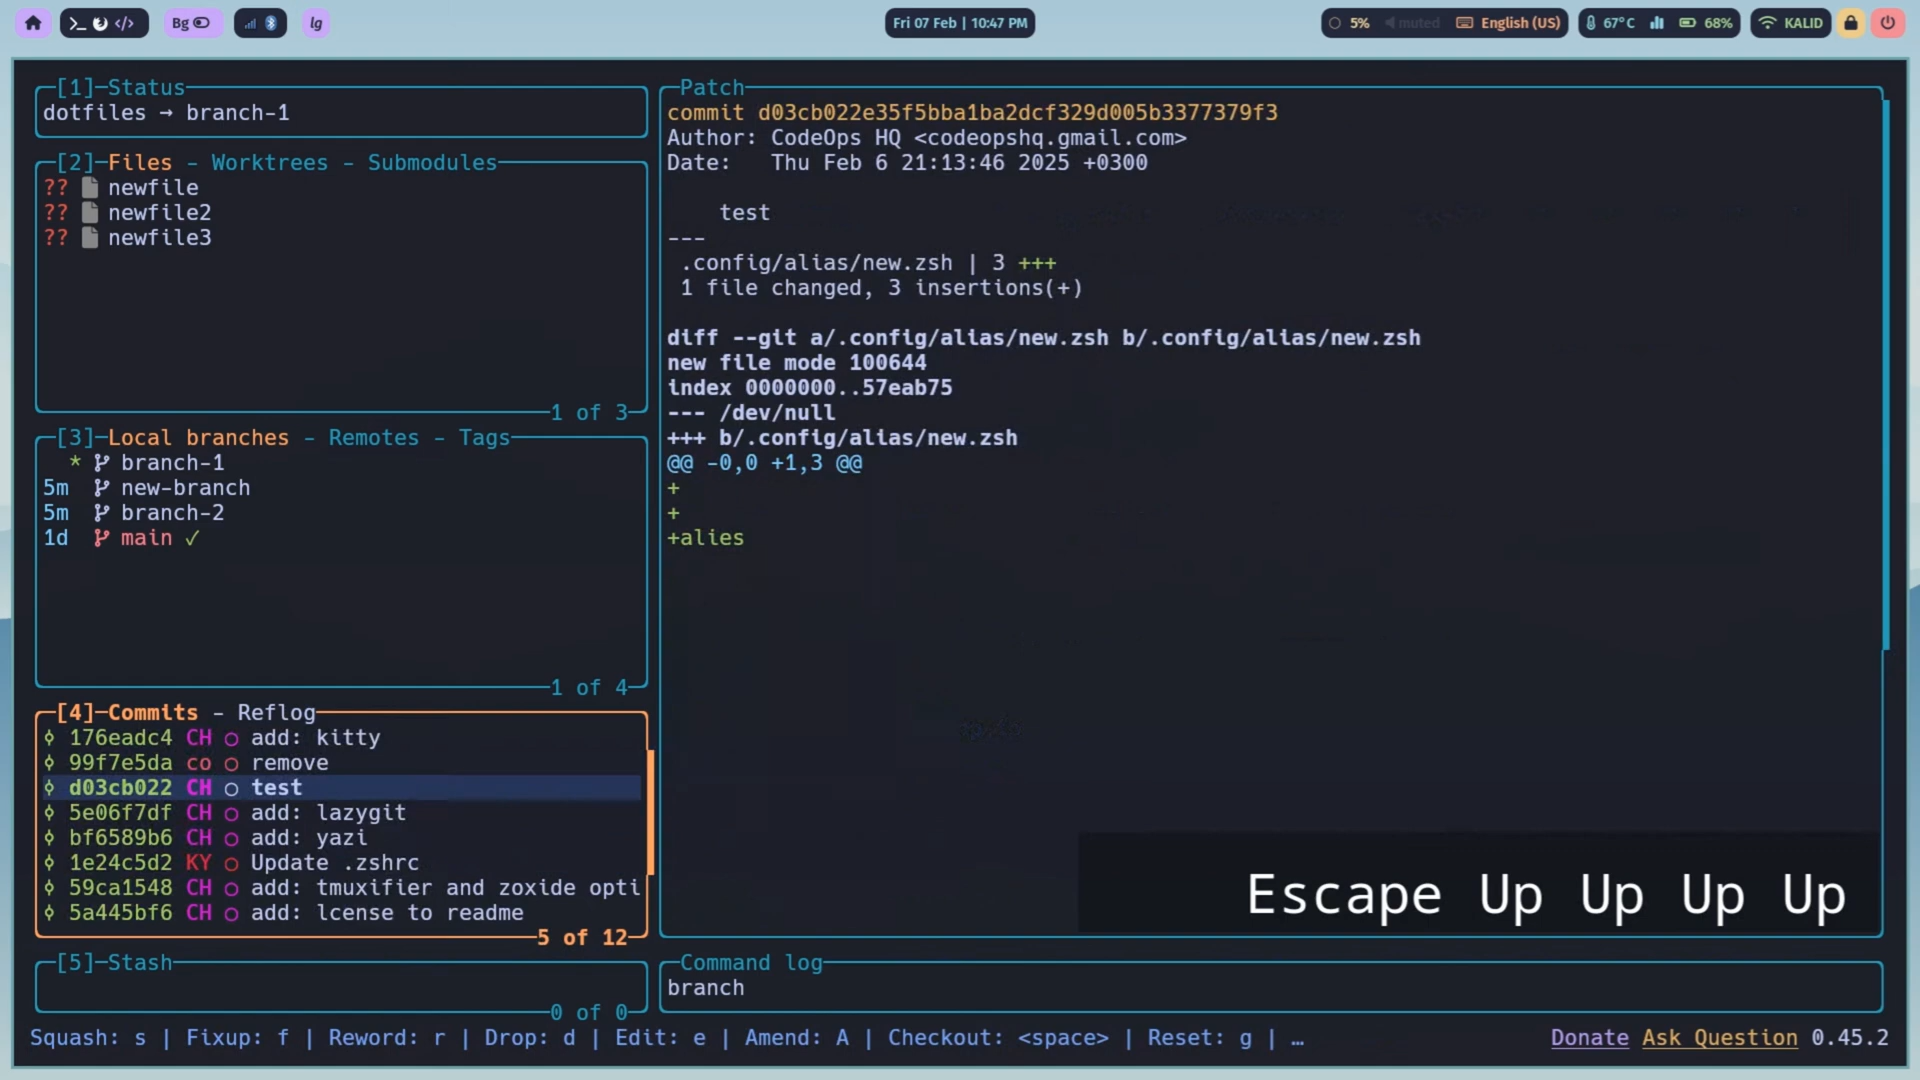 Bg
lg
Fri 07 Feb | 10:47 PM
5% muted English (US)
67°C 68%
KALID
[1]-Status
dotfiles → branch-1
[2]-Files - Worktrees - Submodules
?? newfile
?? newfile2
?? newfile3
1 of 3
[3]-Local branches - Remotes - Tags
* branch-1
5m new-branch
5m branch-2
1d main ✓
1 of 4
[4]-Commits - Reflog
176eadc4 CH ○ add: kitty
99f7e5da co ○ remove
d03cb022 CH ○ test
5e06f7df CH ○ add: lazygit
bf6589b6 CH ○ add: yazi
1e24c5d2 KY ○ Update .zshrc
59ca1548 CH ○ add: tmuxifier and zoxide opti
5a445bf6 CH ○ add: lcense to readme
5 of 12
[5]-Stash
0 of 0
Patch
commit d03cb022e35f5bba1ba2dcf329d005b3377379f3
Author: CodeOps HQ <codeopshq.gmail.com>
Date:   Thu Feb 6 21:13:46 2025 +0300
test
---
.config/alias/new.zsh | 3 +++
1 file changed, 3 insertions(+)
diff --git a/.config/alias/new.zsh b/.config/alias/new.zsh
new file mode 100644
index 0000000..57eab75
--- /dev/null
+++ b/.config/alias/new.zsh
@@ -0,0 +1,3 @@
+
+
+alies
Escape Up Up Up Up
Command log
branch
Squash: s | Fixup: f | Reword: r | Drop: d | Edit: e | Amend: A | Checkout: <space> | Reset: g | …
Donate Ask Question 0.45.2